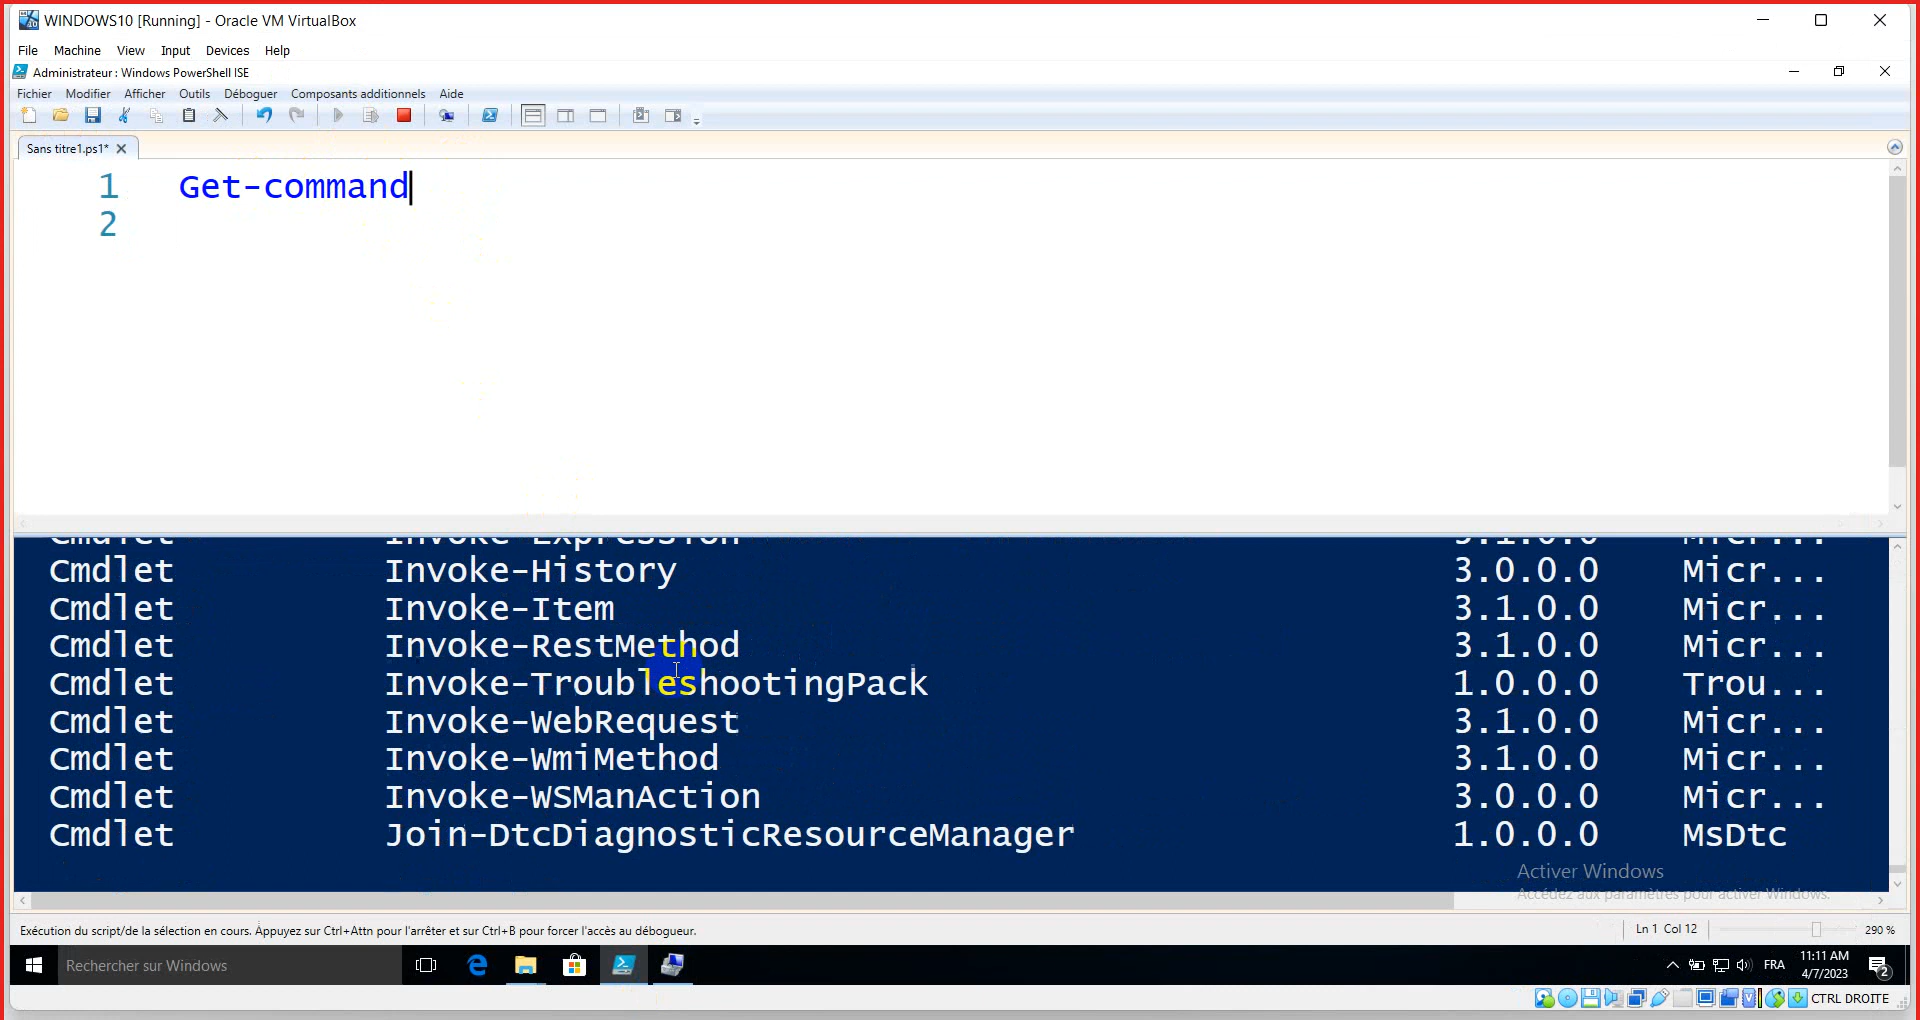 WINDOWS10 [Running] - Oracle VM VirtualBox
File Machine View Input Devices Help
Administrateur : Windows PowerShell ISE
Fichier Modifier Afficher Outils Déboguer Composants additionnels Aide
Sans titre1.ps1*
1 Get-command
2
Cmdlet Invoke-Expression 3.1.0.0 Micr...
Cmdlet Invoke-History 3.0.0.0 Micr...
Cmdlet Invoke-Item 3.1.0.0 Micr...
Cmdlet Invoke-RestMethod 3.1.0.0 Micr...
Cmdlet Invoke-TroubleshootingPack 1.0.0.0 Trou...
Cmdlet Invoke-WebRequest 3.1.0.0 Micr...
Cmdlet Invoke-WmiMethod 3.1.0.0 Micr...
Cmdlet Invoke-WSManAction 3.0.0.0 Micr...
Cmdlet Join-DtcDiagnosticResourceManager 1.0.0.0 MsDtc
Activer Windows
Accédez aux paramètres pour activer Windows.
Exécution du script/de la sélection en cours. Appuyez sur Ctrl+Attn pour l'arrêter et sur Ctrl+B pour forcer l'accès au débogueur.
Ln 1 Col 12
290 %
Rechercher sur Windows
FRA
11:11 AM
4/7/2023
2
CTRL DROITE